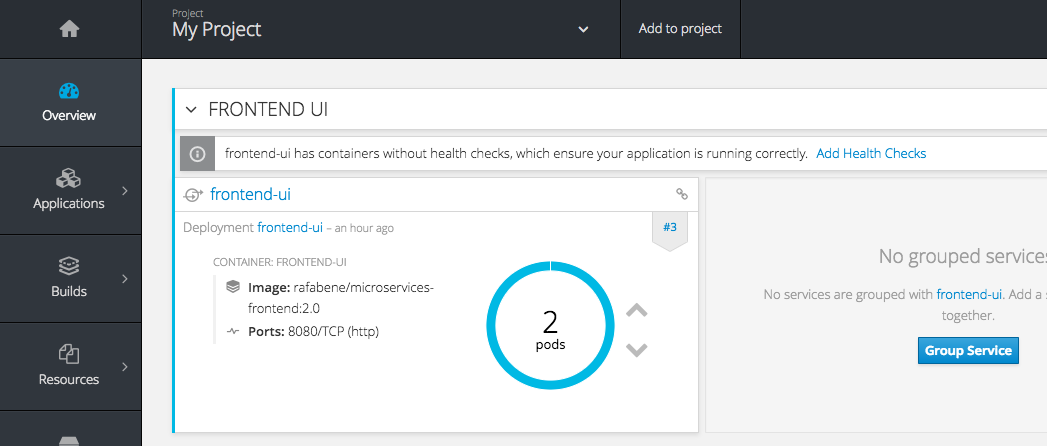 Project
My Project
Add to project
Overview
Applications
Builds
Resources
FRONTEND UI
frontend-ui has containers without health checks, which ensure your application is running correctly. Add Health Checks
frontend-ui
Deployment frontend-ui – an hour ago
#3
CONTAINER: FRONTEND-UI
Image: rafabene/microservices-
frontend:2.0
Ports: 8080/TCP (http)
2
pods
No grouped services
No services are grouped with frontend-ui. Add a s
together.
Group Service